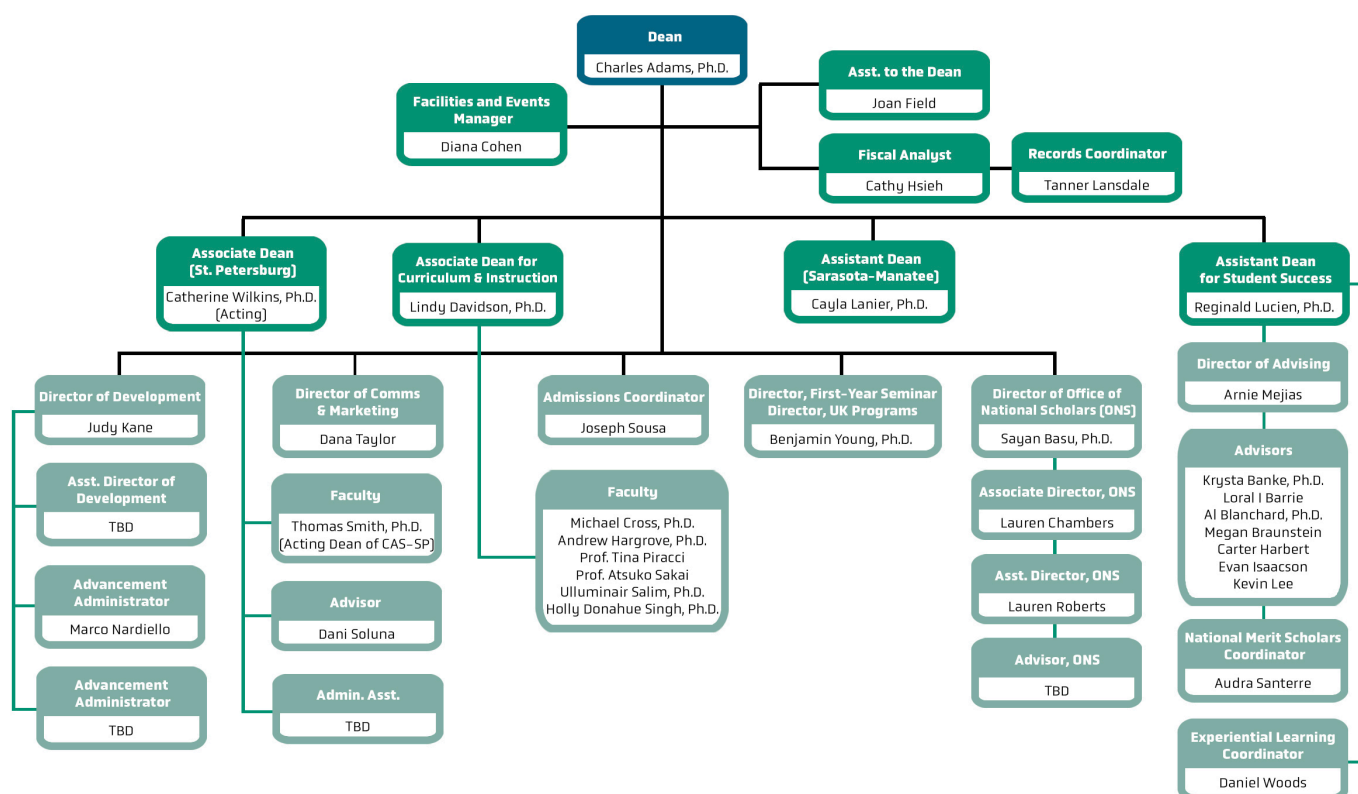 Dean
Charles Adams, Ph.D.
Asst. to the Dean
Joan Field
Facilities and Events
Manager
Diana Cohen
Fiscal Analyst
Cathy Hsieh
Records Coordinator
Tanner Lansdale
Associate Dean
(St. Petersburg)
Catherine Wilkins, Ph.D.
(Acting)
Associate Dean for
Curriculum & Instruction
Lindy Davidson, Ph.D.
Assistant Dean
(Sarasota-Manatee)
Cayla Lanier, Ph.D.
Assistant Dean
for Student Success
Reginald Lucien, Ph.D.
Director of Development
Judy Kane
Asst. Director of
Development
TBD
Advancement
Administrator
Marco Nardiello
Advancement
Administrator
TBD
Director of Comms
& Marketing
Dana Taylor
Faculty
Thomas Smith, Ph.D.
(Acting Dean of CAS-SP)
Advisor
Dani Soluna
Admin. Asst.
TBD
Admissions Coordinator
Joseph Sousa
Faculty
Michael Cross, Ph.D.
Andrew Hargrove, Ph.D.
Prof. Tina Piracci
Prof. Atsuko Sakai
Ulluminair Salim, Ph.D.
Holly Donahue Singh, Ph.D.
Director, First-Year Seminar
Director, UK Programs
Benjamin Young, Ph.D.
Director of Office of
National Scholars (ONS)
Sayan Basu, Ph.D.
Associate Director, ONS
Lauren Chambers
Asst. Director, ONS
Lauren Roberts
Advisor, ONS
TBD
Director of Advising
Arnie Mejias
Advisors
Krysta Banke, Ph.D.
Loral I Barrie
Al Blanchard, Ph.D.
Megan Braunstein
Carter Harbert
Evan Isaacson
Kevin Lee
National Merit Scholars
Coordinator
Audra Santerre
Experiential Learning
Coordinator
Daniel Woods